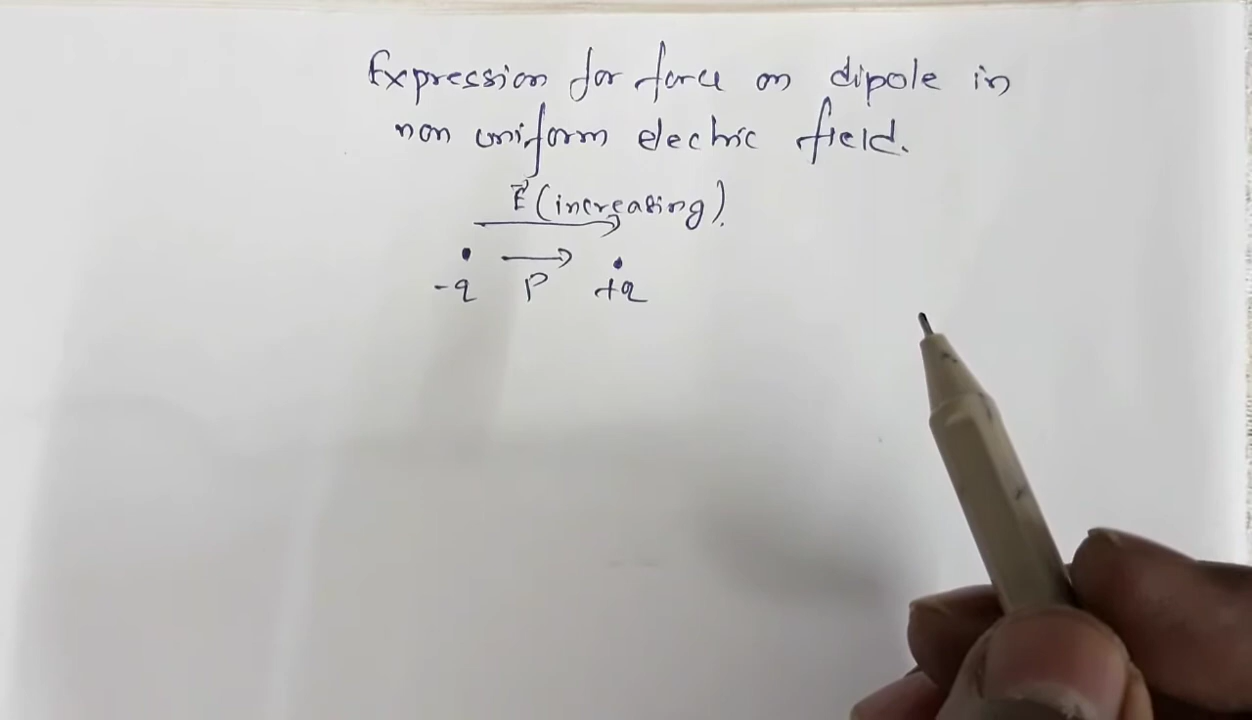 Expression for force on dipole in
non uniform electric field.
E⃗ (increasing).
-q P +q